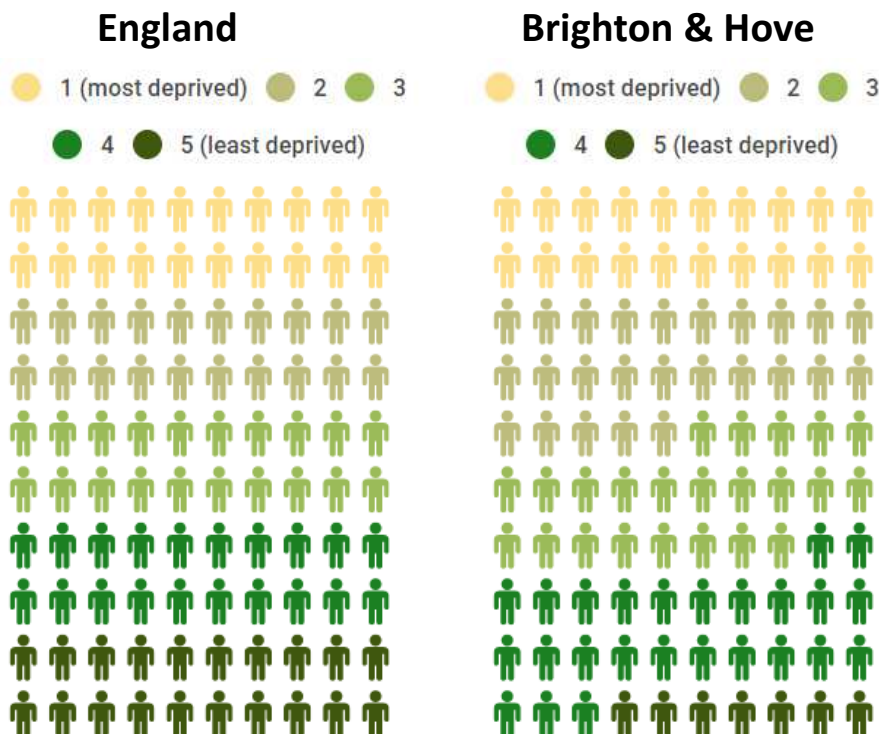 England
1 (most deprived) 2 3
4 5 (least deprived)
Brighton & Hove
1 (most deprived) 2 3
4 5 (least deprived)